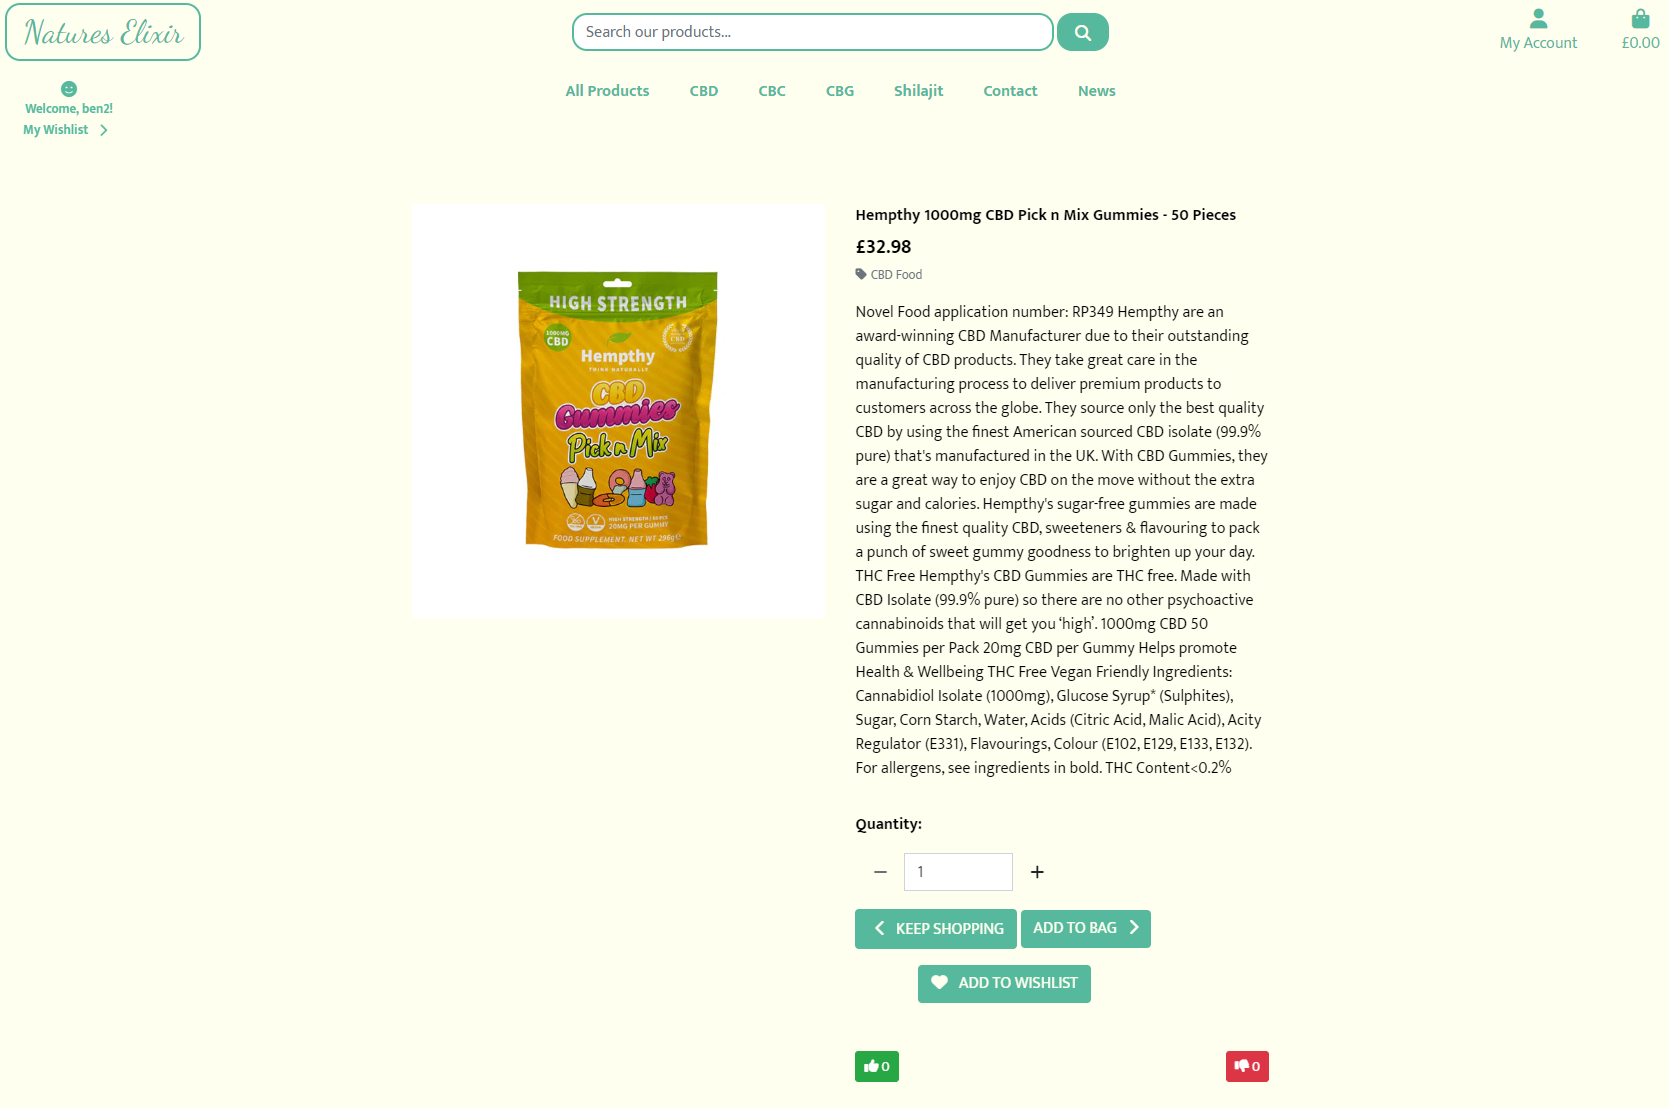 Natures Elixir
Search our products...
My Account
£0.00
Welcome, ben2!
My Wishlist
All Products
CBD
CBC
CBG
Shilajit
Contact
News
HIGH STRENGTH
1000MG
CBD
CBD
Hempthy
THINK NATURALLY
CBD
Gummies
Pick n Mix
20MG PER GUMMY
FOOD SUPPLEMENT. NET WT 296g
Hempthy 1000mg CBD Pick n Mix Gummies - 50 Pieces
£32.98
CBD Food
Novel Food application number: RP349 Hempthy are an
award-winning CBD Manufacturer due to their outstanding
quality of CBD products. They take great care in the
manufacturing process to deliver premium products to
customers across the globe. They source only the best quality
CBD by using the finest American sourced CBD isolate (99.9%
pure) that's manufactured in the UK. With CBD Gummies, they
are a great way to enjoy CBD on the move without the extra
sugar and calories. Hempthy's sugar-free gummies are made
using the finest quality CBD, sweeteners & flavouring to pack
a punch of sweet gummy goodness to brighten up your day.
THC Free Hempthy's CBD Gummies are THC free. Made with
CBD Isolate (99.9% pure) so there are no other psychoactive
cannabinoids that will get you ‘high’. 1000mg CBD 50
Gummies per Pack 20mg CBD per Gummy Helps promote
Health & Wellbeing THC Free Vegan Friendly Ingredients:
Cannabidiol Isolate (1000mg), Glucose Syrup* (Sulphites),
Sugar, Corn Starch, Water, Acids (Citric Acid, Malic Acid), Acity
Regulator (E331), Flavourings, Colour (E102, E129, E133, E132).
For allergens, see ingredients in bold. THC Content<0.2%
Quantity:
1
KEEP SHOPPING
ADD TO BAG
ADD TO WISHLIST
0
0